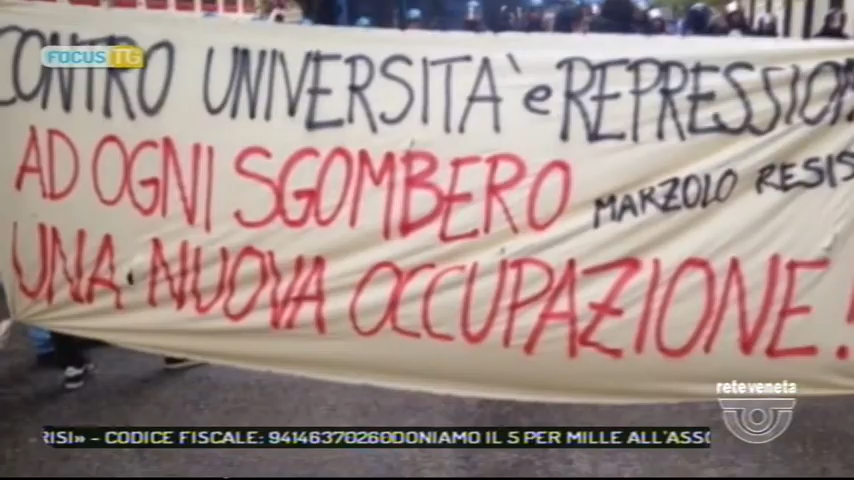 FOCUS TG
CONTRO UNIVERSITÀ e REPRESSION
AD OGNI SGOMBERO MARZOLO RESIS
UNA NUOVA OCCUPAZIONE!
reteveneta
RISI» - CODICE FISCALE: 94146370260DONIAMO IL 5 PER MILLE ALL'ASSO